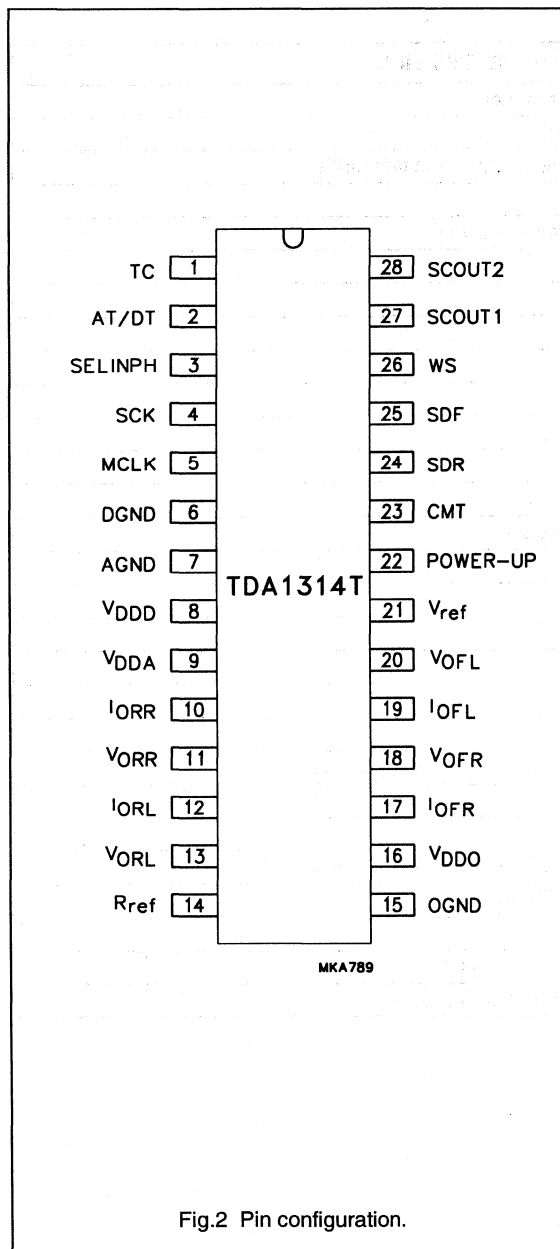 TC 1 28 SCOUT2
AT/DT 2 27 SCOUT1
SELINPH 3 26 WS
SCK 4 25 SDF
MCLK 5 24 SDR
DGND 6 23 CMT
AGND 7 22 POWER-UP
TDA1314T
VDDD 8 21 Vref
VDDA 9 20 VOFL
IORR 10 19 IOFL
VORR 11 18 VOFR
IORL 12 17 IOFR
VORL 13 16 VDDO
Rref 14 15 OGND
MKA789
Fig.2 Pin configuration.